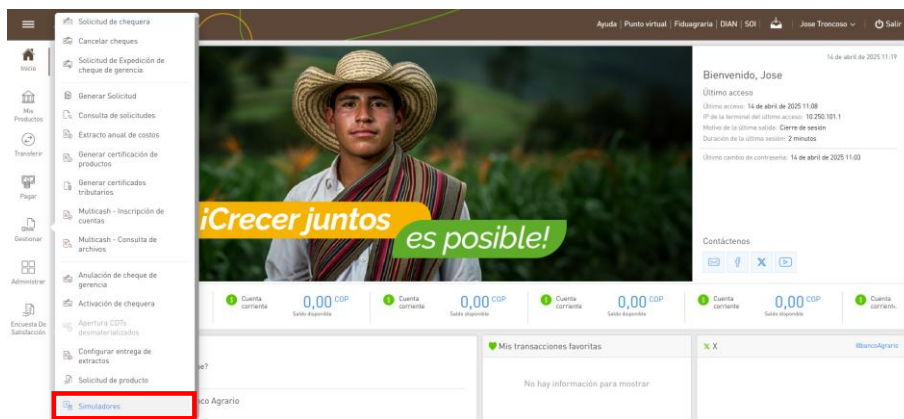 Ayuda | Punto virtual | Fiduagraria | DIAN | SOI | Jose Troncoso | Salir
Inicio
Mis
Productos
Transferir
Pagar
Gestionar
Administrar
Encuesta De
Satisfacción
Solicitud de chequera
Cancelar cheques
Solicitud de Expedición de
cheque de gerencia
Generar Solicitud
Consulta de solicitudes
Extracto anual de costos
Generar certificación de
productos
Generar certificados
tributarios
Multicash - Inscripción de
cuentas
Multicash - Consulta de
archivos
Anulación de cheque de
gerencia
Activación de chequera
Apertura CDTs
desmaterializados
Configurar entrega de
extractos
Solicitud de producto
Simuladores
¡Crecer juntos
es posible!
14 de abril de 2025 11:19
Bienvenido, Jose
Último acceso
Último acceso: 14 de abril de 2025 11:08
IP de la terminal del último acceso: 10.250.101.1
Motivo de la última salida: Cierre de sesión
Duración de la última sesión: 2 minutos
Último cambio de contraseña: 14 de abril de 2025 11:03
Contáctenos
Cuenta
corriente
0,00 COP
Saldo disponible
Cuenta
corriente
0,00 COP
Saldo disponible
Cuenta
corriente
0,00 COP
Saldo disponible
Cuenta
corriente
0,00 COP
Saldo disponible
Cuenta
corriente
ue?
nco Agrario
Mis transacciones favoritas
No hay información para mostrar
X
@bancoAgrario